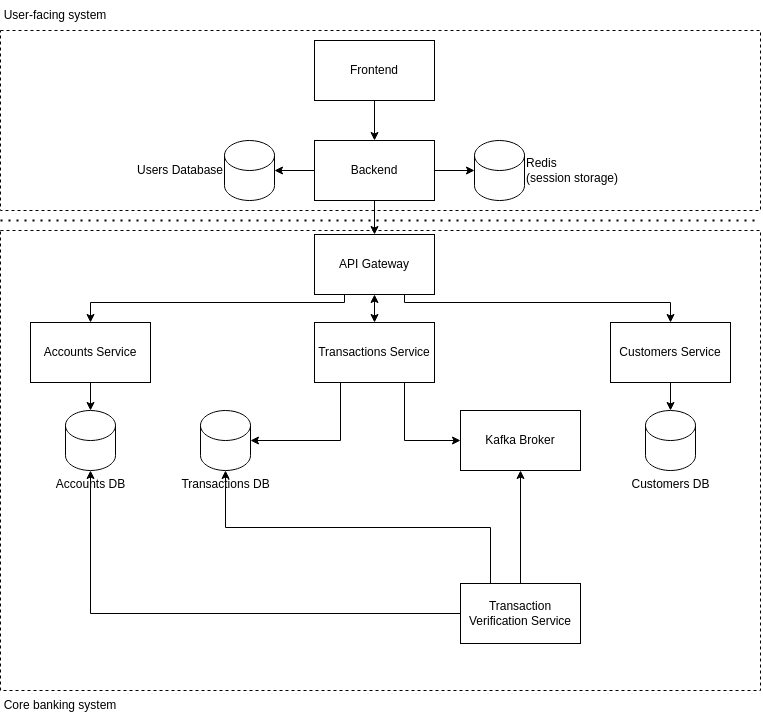 User-facing system
Frontend
Users Database
Backend
Redis
(session storage)
API Gateway
Accounts Service
Transactions Service
Customers Service
Kafka Broker
Accounts DB
Transactions DB
Customers DB
Transaction
Verification Service
Core banking system